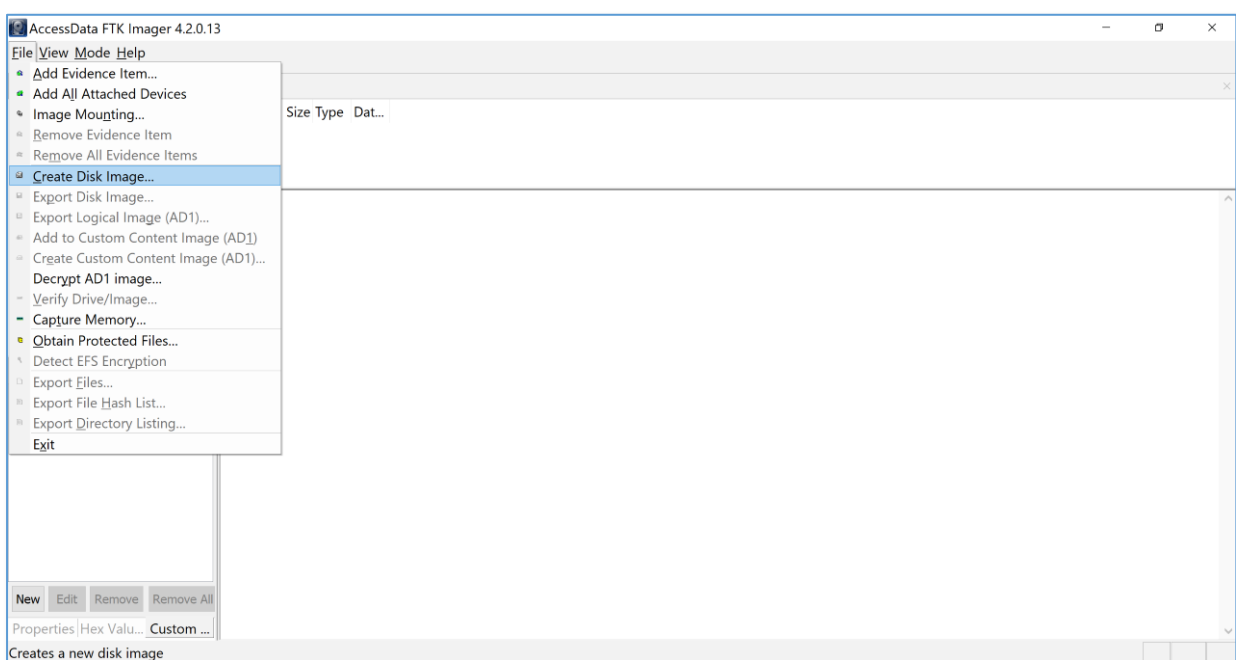 AccessData FTK Imager 4.2.0.13
File View Mode Help
Add Evidence Item...
Add All Attached Devices
Size Type Dat...
Image Mounting...
Remove Evidence Item
Remove All Evidence Items
Create Disk Image...
Export Disk Image...
Export Logical Image (AD1)...
Add to Custom Content Image (AD1)
Create Custom Content Image (AD1)...
Decrypt AD1 image...
Verify Drive/Image...
Capture Memory...
Obtain Protected Files...
Detect EFS Encryption
Export Files...
Export File Hash List...
Export Directory Listing...
Exit
New Edit Remove Remove All
Properties Hex Valu... Custom ...
Creates a new disk image